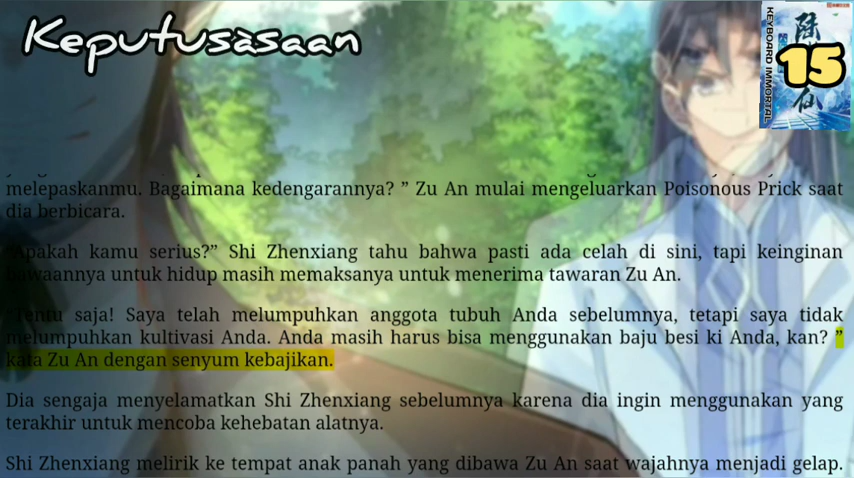 Keputusàsaan
15
KEYBOARD IMMORTAL
melepaskanmu. Bagaimana kedengarannya? ” Zu An mulai mengeluarkan Poisonous Prick saat
dia berbicara.
“Apakah kamu serius?” Shi Zhenxiang tahu bahwa pasti ada celah di sini, tapi keinginan
bawaannya untuk hidup masih memaksanya untuk menerima tawaran Zu An.
“Tentu saja! Saya telah melumpuhkan anggota tubuh Anda sebelumnya, tetapi saya tidak
melumpuhkan kultivasi Anda. Anda masih harus bisa menggunakan baju besi ki Anda, kan? ”
kata Zu An dengan senyum kebajikan.
Dia sengaja menyelamatkan Shi Zhenxiang sebelumnya karena dia ingin menggunakan yang
terakhir untuk mencoba kehebatan alatnya.
Shi Zhenxiang melirik ke tempat anak panah yang dibawa Zu An saat wajahnya menjadi gelap.